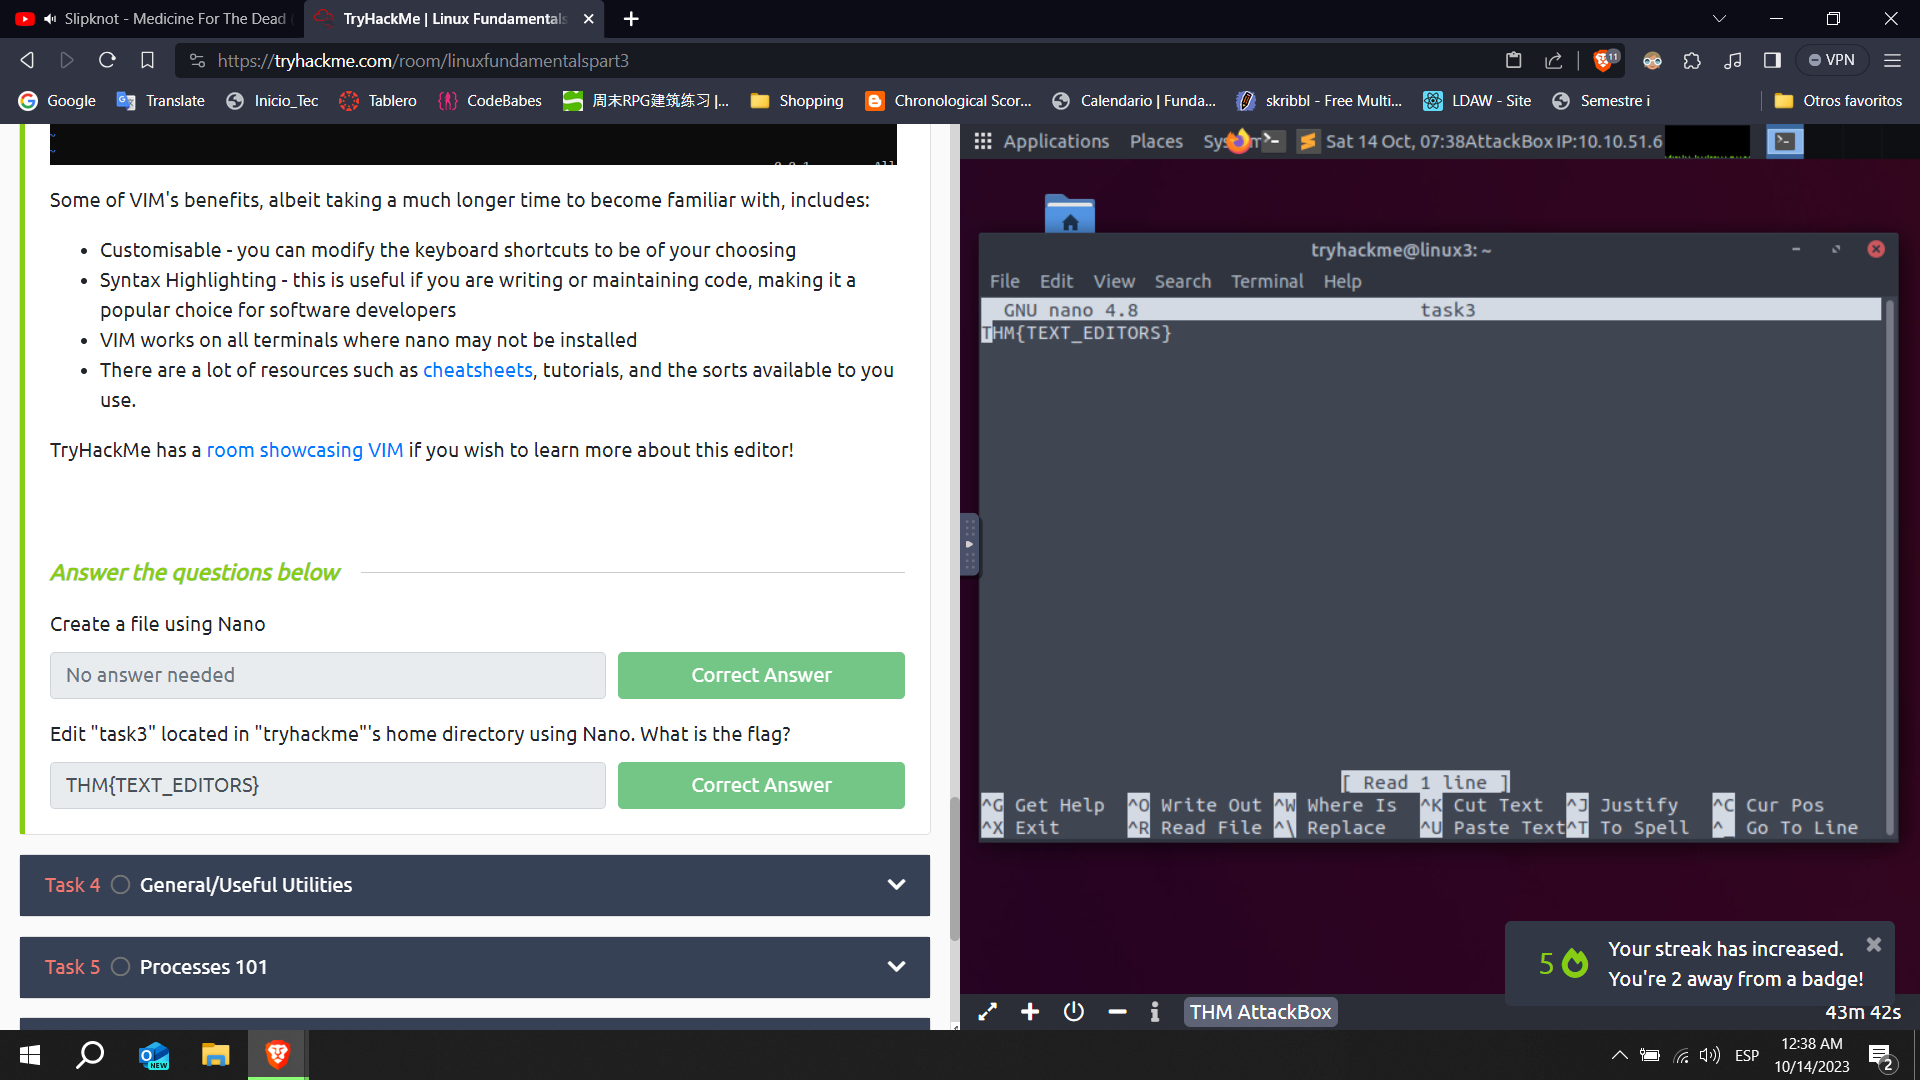 Slipknot - Medicine For The Dead
TryHackMe | Linux Fundamentals
https://tryhackme.com/room/linuxfundamentalspart3
11
VPN
Google
Translate
Inicio_Tec
Tablero
CodeBabes
周末RPG建筑练习 |...
Shopping
Chronological Scor...
Calendario | Funda...
skribbl - Free Multi...
LDAW - Site
Semestre i
Otros favoritos
Some of VIM's benefits, albeit taking a much longer time to become familiar with, includes:
Customisable - you can modify the keyboard shortcuts to be of your choosing
Syntax Highlighting - this is useful if you are writing or maintaining code, making it a
popular choice for software developers
VIM works on all terminals where nano may not be installed
There are a lot of resources such as cheatsheets, tutorials, and the sorts available to you
use.
TryHackMe has a room showcasing VIM if you wish to learn more about this editor!
Answer the questions below
Create a file using Nano
No answer needed
Correct Answer
Edit "task3" located in "tryhackme"'s home directory using Nano. What is the flag?
THM{TEXT_EDITORS}
Correct Answer
Task 4 General/Useful Utilities
Task 5 Processes 101
Applications Places System Sat 14 Oct, 07:38 AttackBox IP:10.10.51.6
tryhackme@linux3: ~
File Edit View Search Terminal Help
GNU nano 4.8 task3
THM{TEXT_EDITORS}
[ Read 1 line ]
^G Get Help ^O Write Out ^W Where Is ^K Cut Text ^J Justify ^C Cur Pos
^X Exit ^R Read File ^\ Replace ^U Paste Text ^T To Spell ^_ Go To Line
5 Your streak has increased.
You're 2 away from a badge!
THM AttackBox
43m 42s
NEW
ESP
12:38 AM
10/14/2023
2